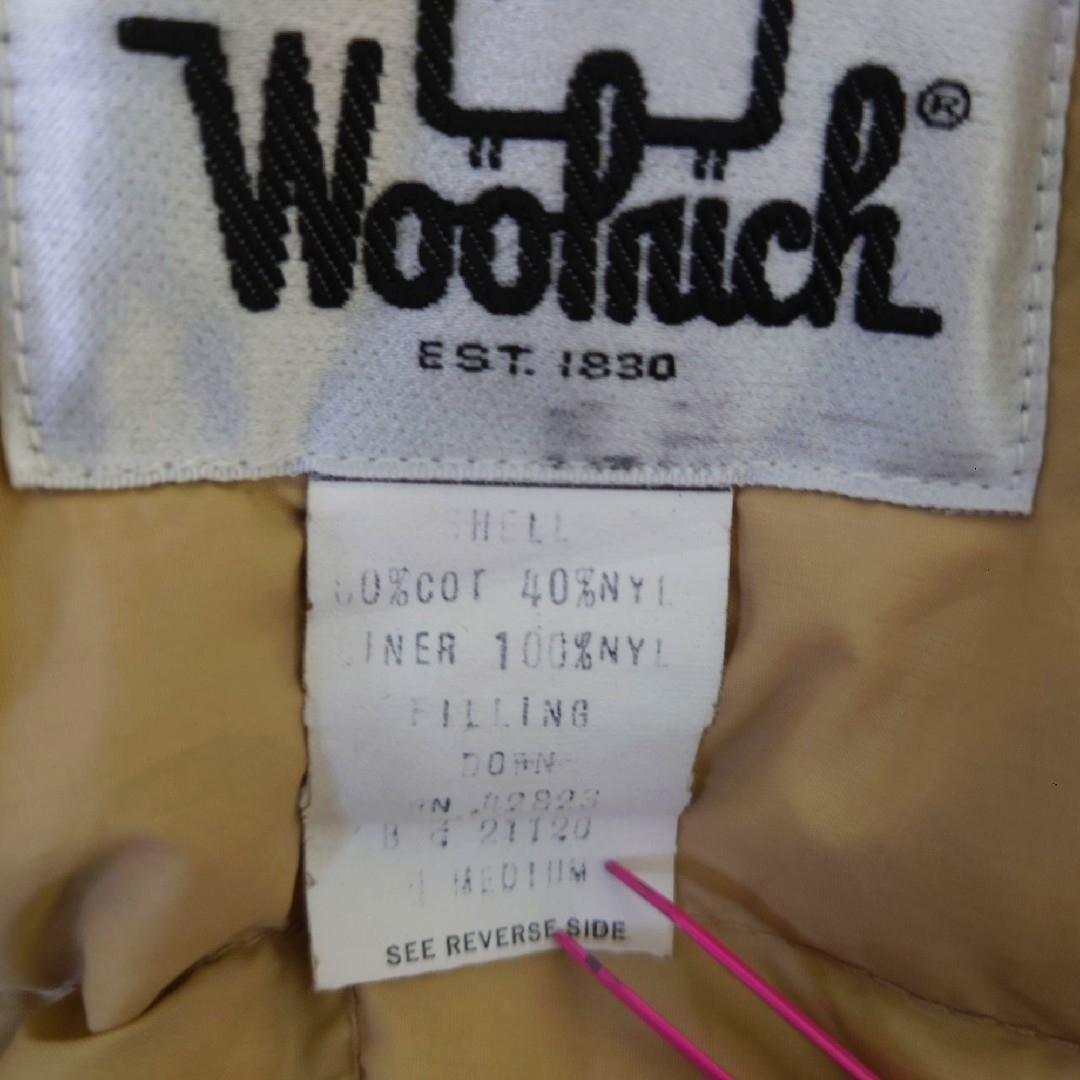 Woolrich®
EST. 1830
SHELL
60%COT 40%NYL
LINER 100%NYL
FILLING
DOWN
RN
21120
MEDIUM
SEE REVERSE SIDE